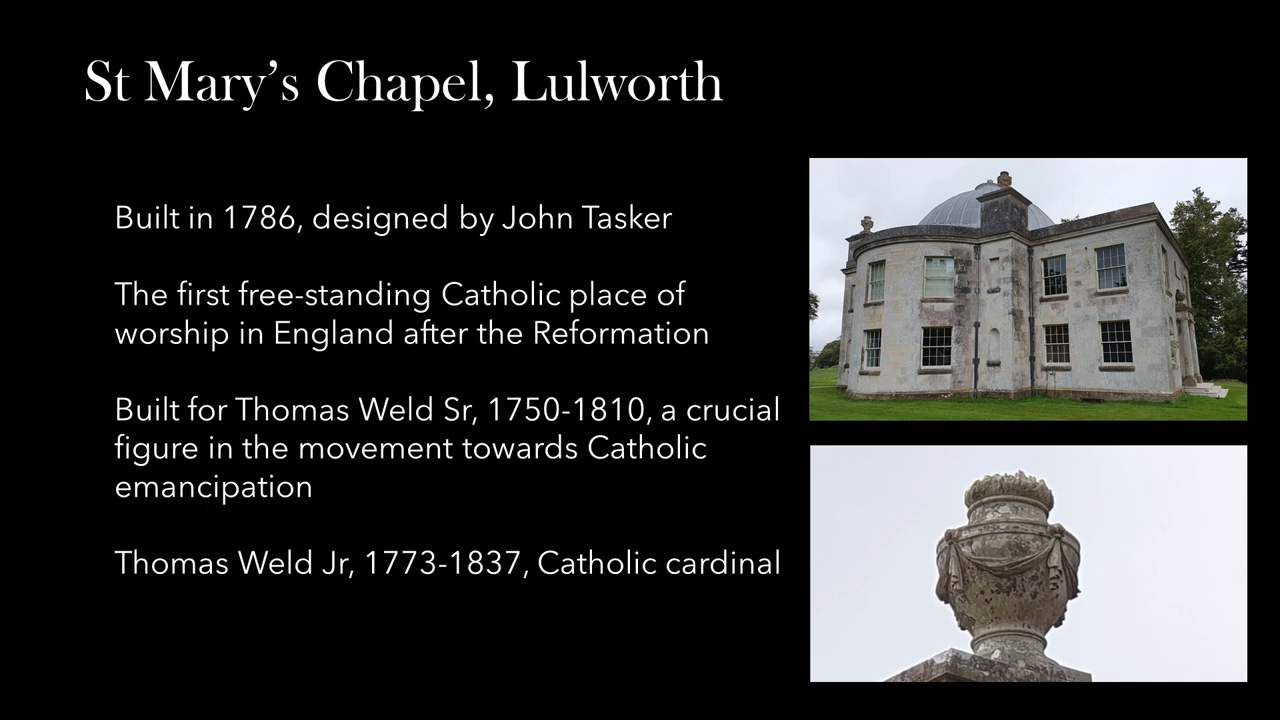 St Mary’s Chapel, Lulworth
Built in 1786, designed by John Tasker
The first free-standing Catholic place of
worship in England after the Reformation
Built for Thomas Weld Sr, 1750-1810, a crucial
figure in the movement towards Catholic
emancipation
Thomas Weld Jr, 1773-1837, Catholic cardinal